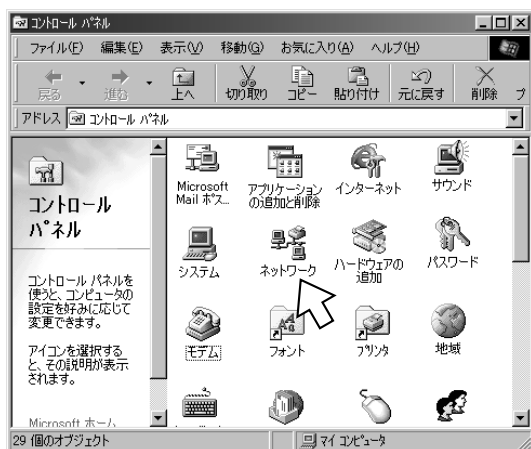 コントロール パネル
ファイル(F) 編集(E) 表示(V) 移動(G) お気に入り(A) ヘルプ(H)
戻る 進む 上へ 切り取り コピー 貼り付け 元に戻す 削除 プ
アドレス コントロール パネル
コントロール
パネル
コントロール パネルを
使うと、コンピュータの
設定を好みに応じて
変更できます。
アイコンを選択する
と、その説明が表示
されます。
Microsoft ホーム
Microsoft
Mail ポス...
アプリケーション
の追加と削除
インターネット
サウンド
システム
ネットワーク
ハードウェアの
追加
パスワード
モデム
フォント
プリンタ
地域
29 個のオブジェクト
マイ コンピュータ